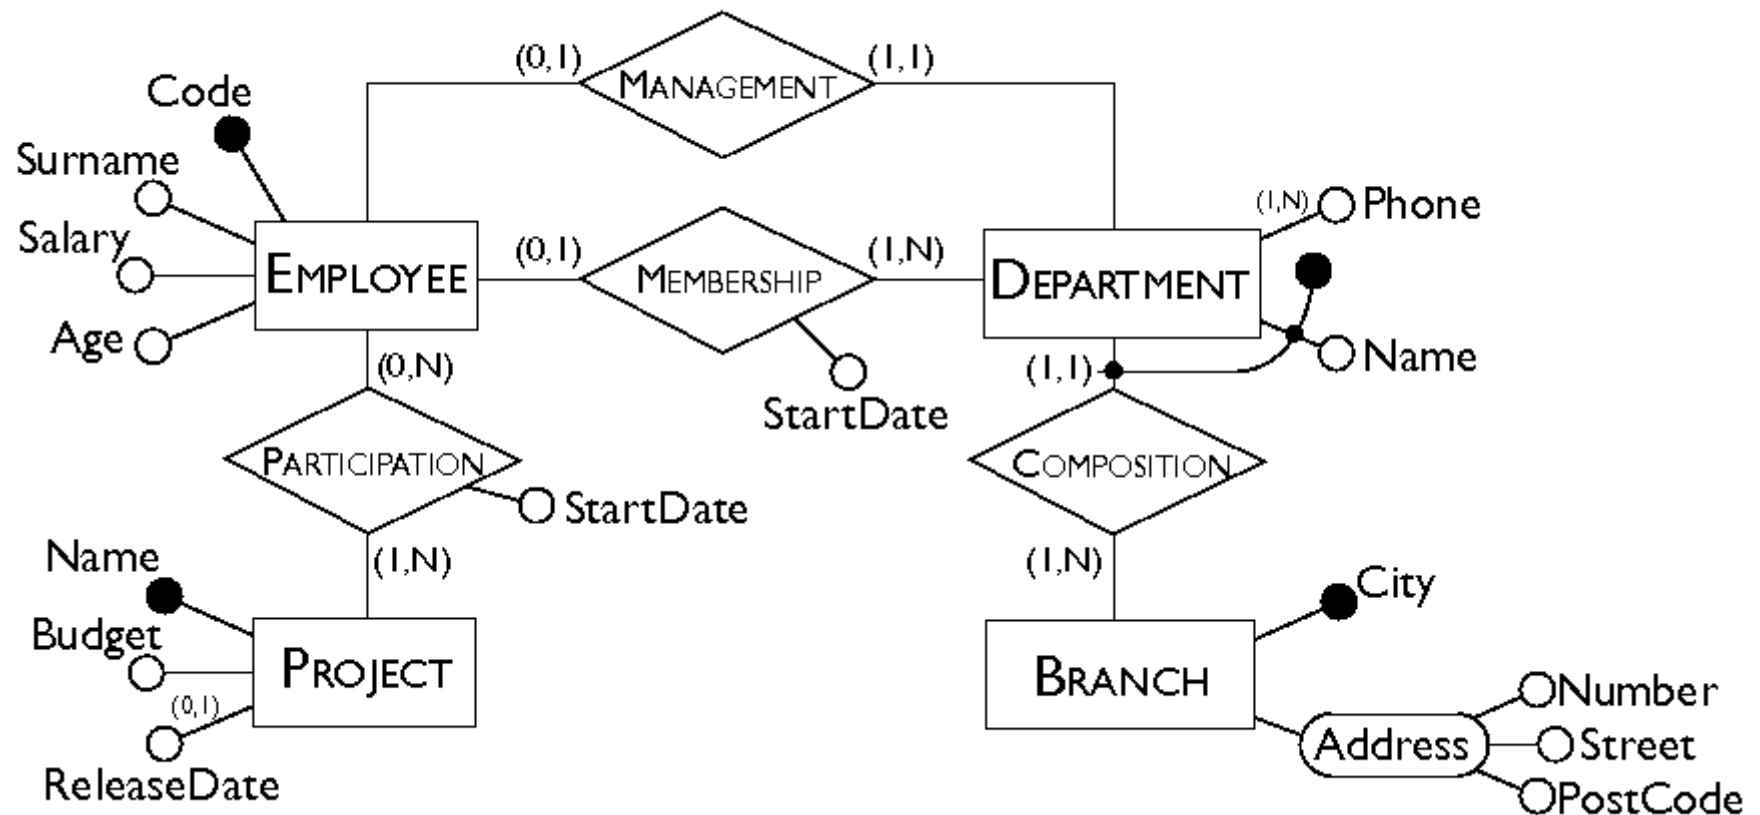 (0,1)
MANAGEMENT
(1,1)
Code
Surname
Salary
Age
EMPLOYEE
(0,1)
MEMBERSHIP
(1,N)
StartDate
DEPARTMENT
(1,N)
Phone
Name
(0,N)
(1,1)
PARTICIPATION
StartDate
COMPOSITION
(1,N)
(1,N)
Name
Budget
(0,1)
ReleaseDate
PROJECT
BRANCH
City
Address
Number
Street
PostCode